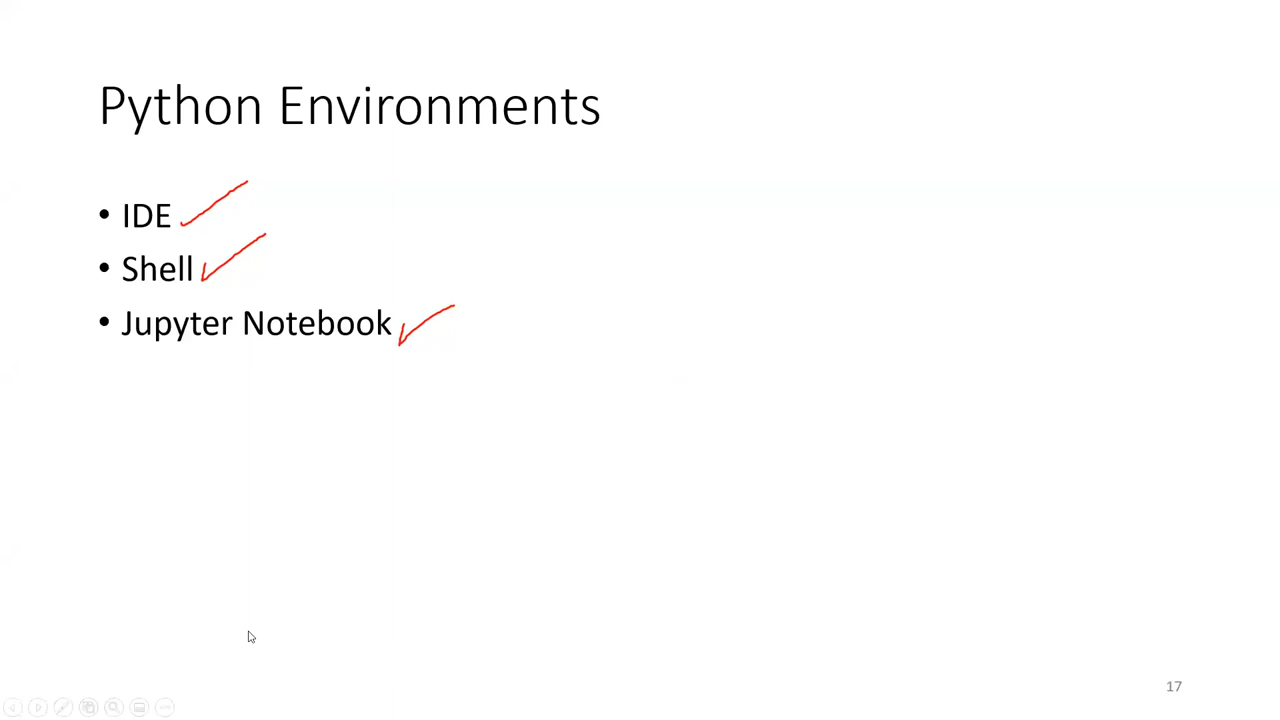 Python Environments
• IDE
• Shell
• Jupyter Notebook
17